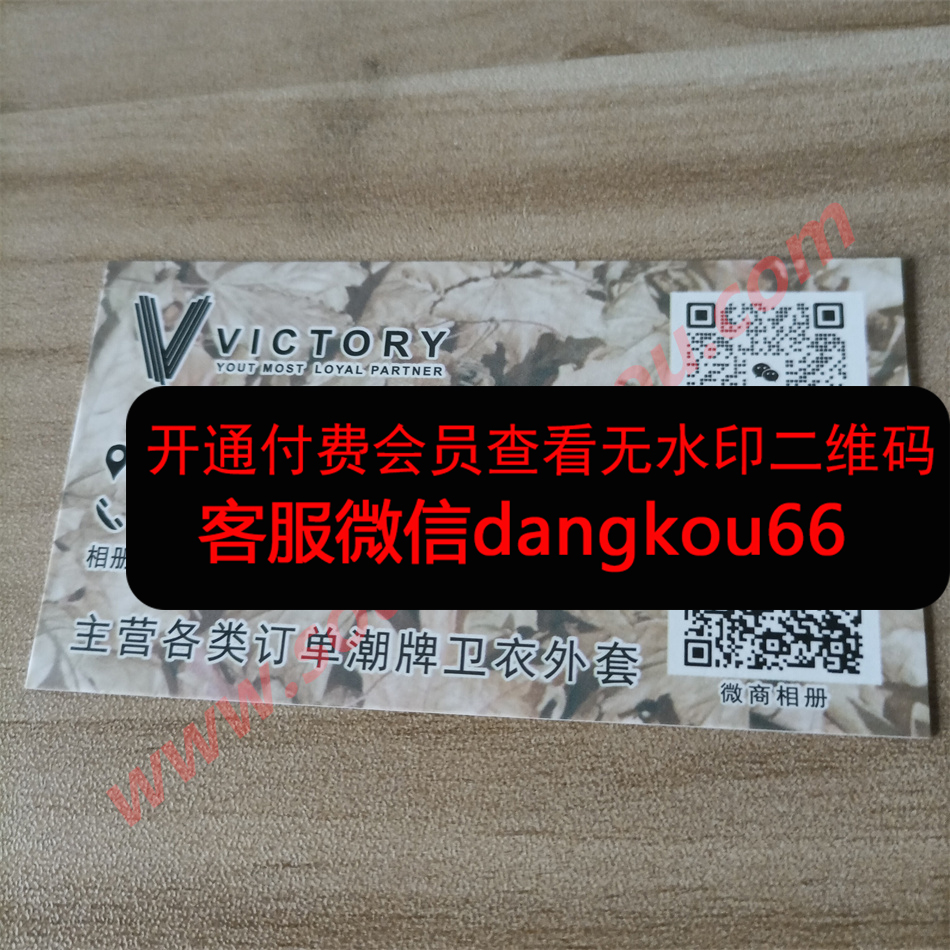 VICTORY
YOUT MOST LOYAL PARTNER
开通付费会员查看无水印二维码
客服微信dangkou66
相册
主营各类订单潮牌卫衣外套
微商相册